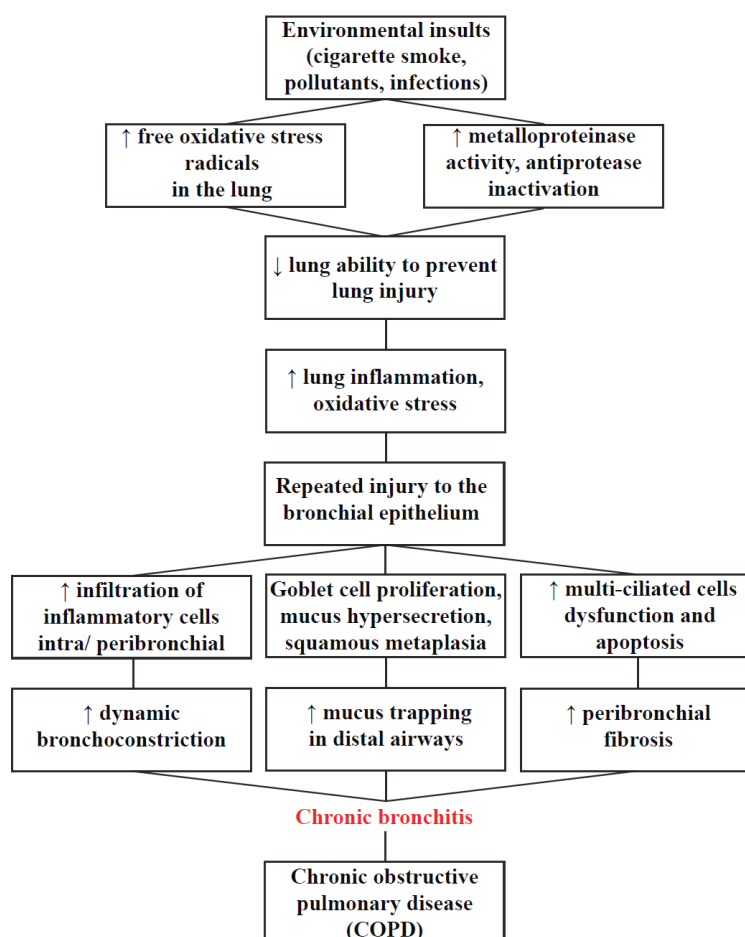 Environmental insults
(cigarette smoke,
pollutants, infections)
↑ free oxidative stress
radicals
in the lung
↑ metalloproteinase
activity, antiprotease
inactivation
↓ lung ability to prevent
lung injury
↑ lung inflammation,
oxidative stress
Repeated injury to the
bronchial epithelium
↑ infiltration of
inflammatory cells
intra/ peribronchial
Goblet cell proliferation,
mucus hypersecretion,
squamous metaplasia
↑ multi-ciliated cells
dysfunction and
apoptosis
↑ dynamic
bronchoconstriction
↑ mucus trapping
in distal airways
↑ peribronchial
fibrosis
Chronic bronchitis
Chronic obstructive
pulmonary disease
(COPD)